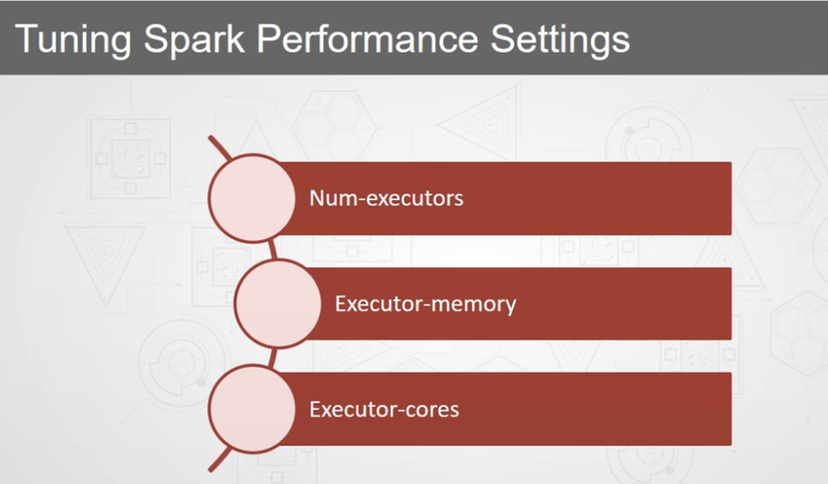 Tuning Spark Performance Settings
Num-executors
Executor-memory
Executor-cores